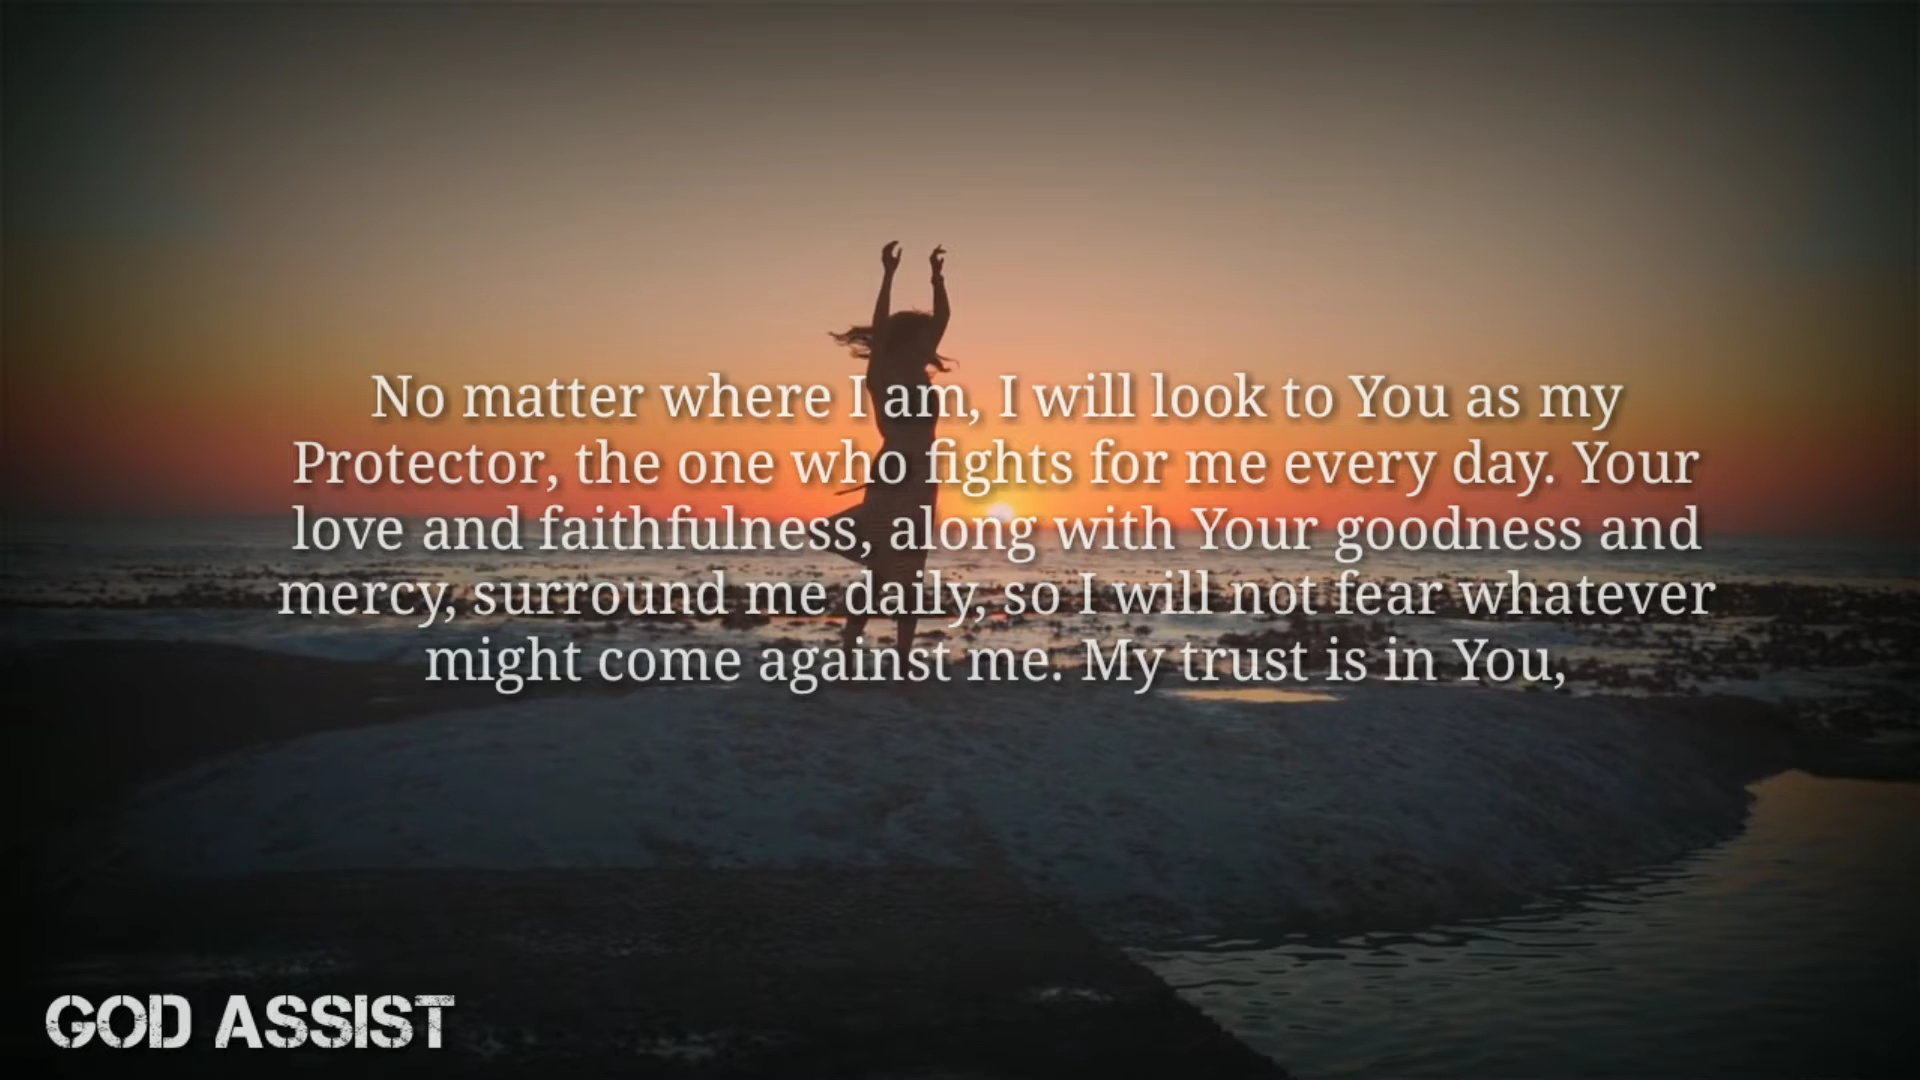 No matter where I am, I will look to You as my
Protector, the one who fights for me every day. Your
love and faithfulness, along with Your goodness and
mercy, surround me daily, so I will not fear whatever
might come against me. My trust is in You,
GOD ASSIST